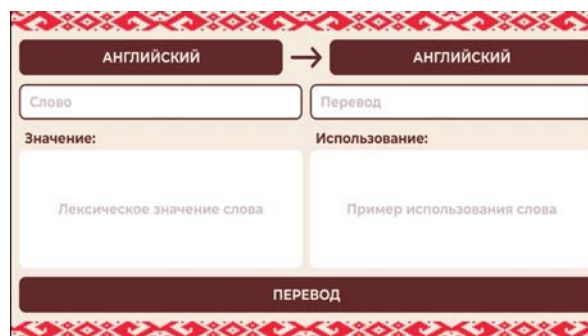 АНГЛИЙСКИЙ → АНГЛИЙСКИЙ
Слово Перевод
Значение: Использование:
Лексическое значение слова Пример использования слова
ПЕРЕВОД